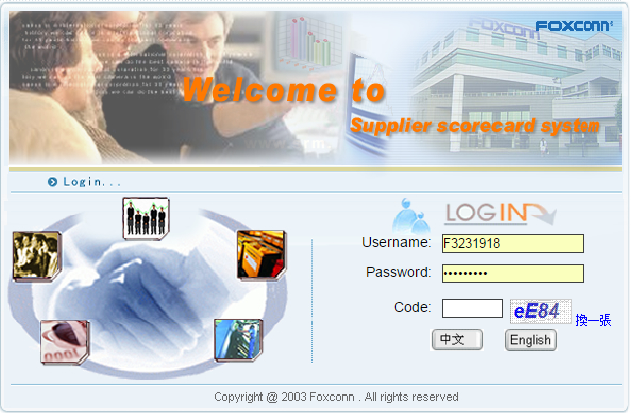 FOXCONN
FOXCONN
Welcome to
Supplier scorecard system
Login...
LOGIN
Username: F3231918
Password: •••••••••
Code: eE84 換一張
中文 English
Copyright @ 2003 Foxconn . All rights reserved